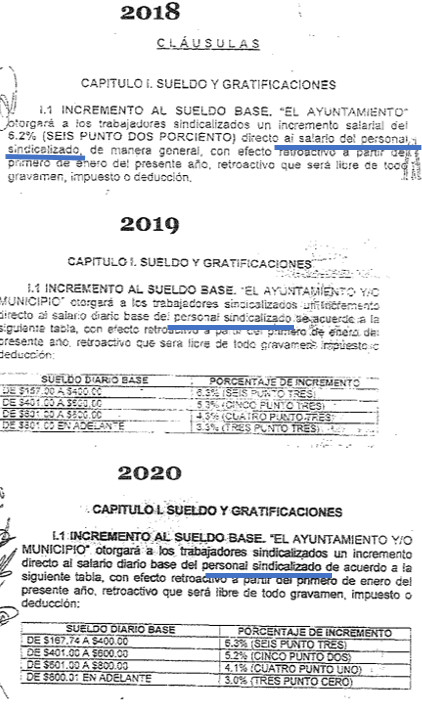 2018
CLÁUSULAS
CAPITULO I. SUELDO Y GRATIFICACIONES
I.1 INCREMENTO AL SUELDO BASE. "EL AYUNTAMIENTO"
otorgará a los trabajadores sindicalizados un incremento salarial del
6.2% (SEIS PUNTO DOS PORCIENTO) directo al salario del personal
sindicalizado, de manera general, con efecto retroactivo a partir del
primero de enero del presente año, retroactivo que será libre de todo
gravamen, impuesto o deducción.
2019
CAPITULO I. SUELDO Y GRATIFICACIONES
I.1 INCREMENTO AL SUELDO BASE. "EL AYUNTAMIENTO Y/O
MUNICIPIO" otorgará a los trabajadores sindicalizados un incremento
directo al salario diario base del personal sindicalizado de acuerdo a la
siguiente tabla, con efecto retroactivo a partir del primero de enero del
presente año, retroactivo que será libre de todo gravamen, impuesto o
deducción:
SUELDO DIARIO BASE PORCENTAJE DE INCREMENTO
DE $157.00 A $400.00 6.3% (SEIS PUNTO TRES)
DE $401.00 A $600.00 5.3% (CINCO PUNTO TRES)
DE $601.00 A $800.00 4.3% (CUATRO PUNTO TRES)
DE $801.00 EN ADELANTE 3.3% (TRES PUNTO TRES)
2020
CAPITULO I. SUELDO Y GRATIFICACIONES
I.1 INCREMENTO AL SUELDO BASE. "EL AYUNTAMIENTO Y/O
MUNICIPIO" otorgará a los trabajadores sindicalizados un incremento
directo al salario diario base del personal sindicalizado de acuerdo a la
siguiente tabla, con efecto retroactivo a partir del primero de enero del
presente año, retroactivo que será libre de todo gravamen, impuesto o
deducción:
SUELDO DIARIO BASE PORCENTAJE DE INCREMENTO
DE $167.74 A $400.00 6.3% (SEIS PUNTO TRES)
DE $401.00 A $600.00 5.2% (CINCO PUNTO DOS)
DE $601.00 A $800.00 4.1% (CUATRO PUNTO UNO)
DE $800.01 EN ADELANTE 3.0% (TRES PUNTO CERO)